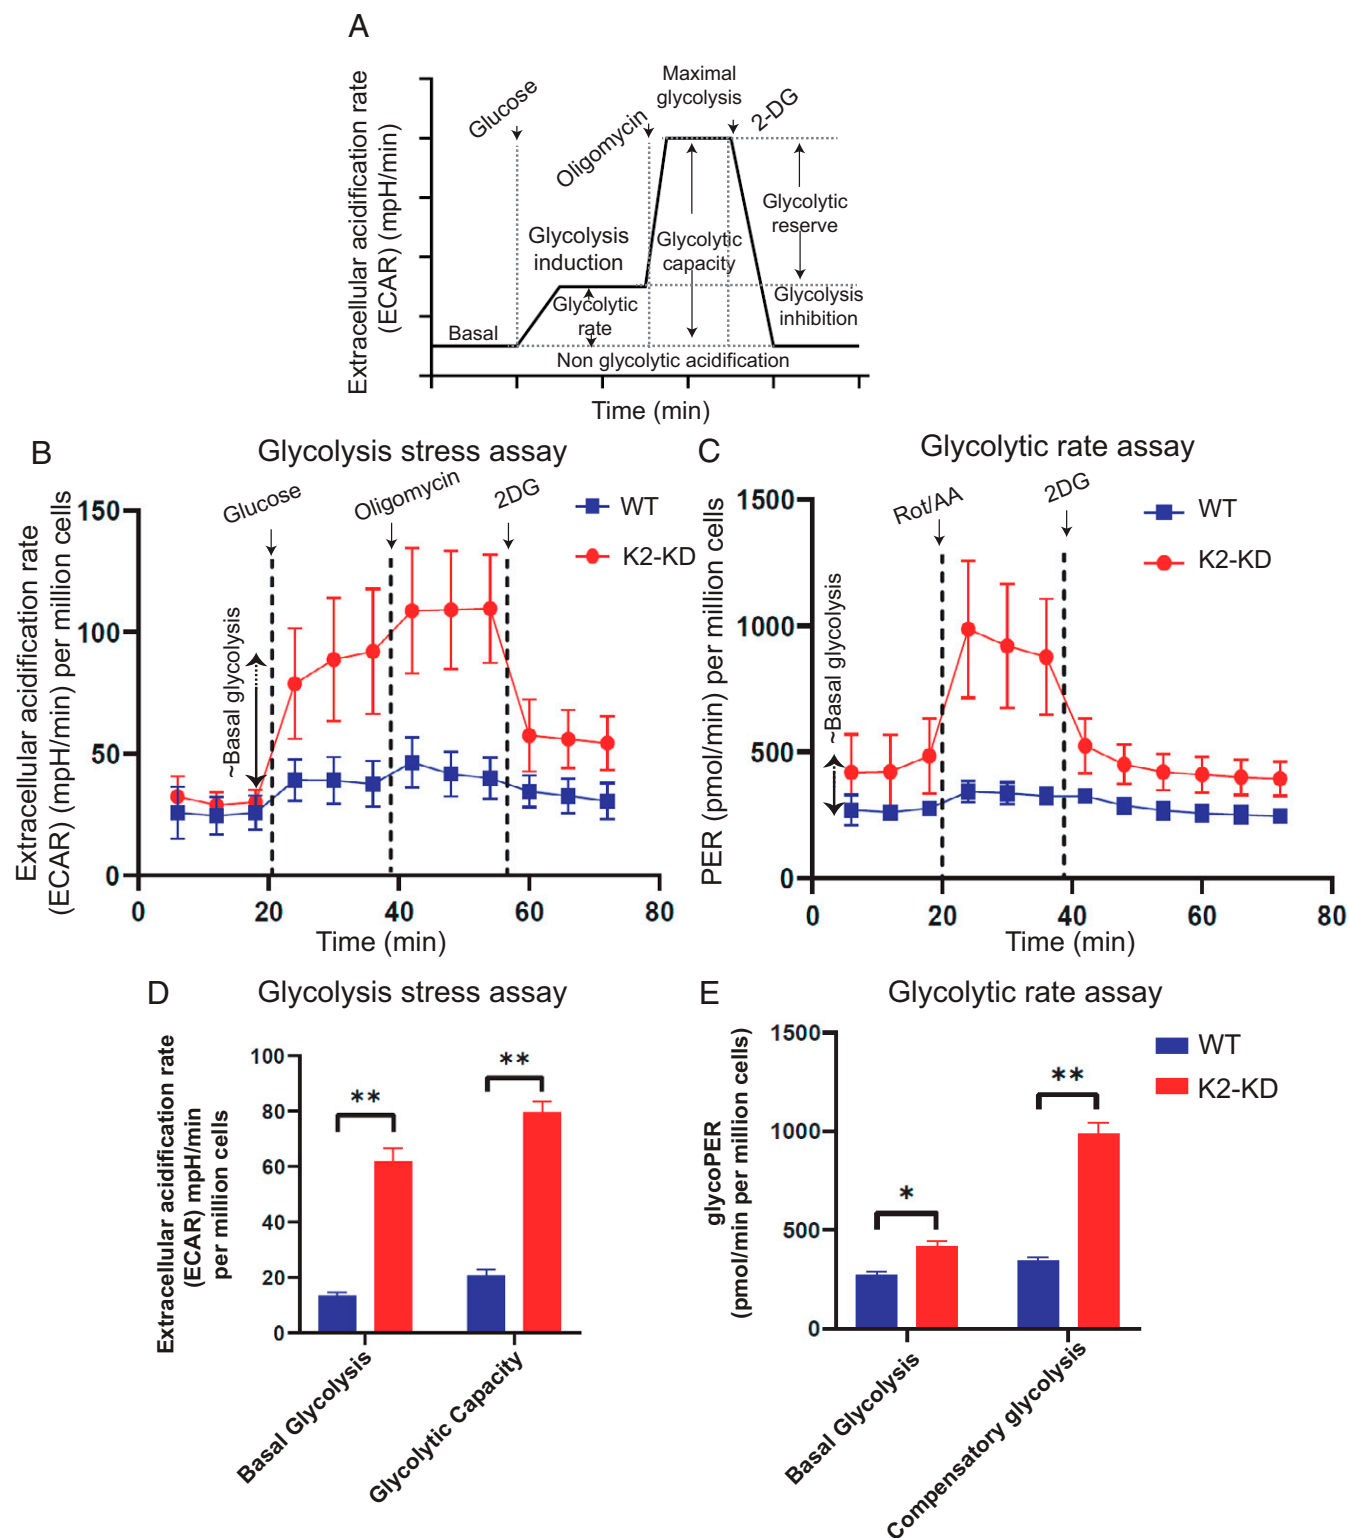 A
Extracellular acidification rate
(ECAR) (mpH/min)
Glucose
Oligomycin
Maximal
glycolysis
2-DG
Glycolysis
induction
Glycolytic
rate
Glycolytic
capacity
Glycolytic
reserve
Glycolysis
inhibition
Basal
Non glycolytic acidification
Time (min)
B
Glycolysis stress assay
Extracellular acidification rate
(ECAR) (mpH/min) per million cells
150
100
50
0
Glucose
Oligomycin
2DG
WT
K2-KD
~Basal glycolysis
0 20 40 60 80
Time (min)
C
Glycolytic rate assay
PER (pmol/min) per million cells
1500
1000
500
0
Rot/AA
2DG
WT
K2-KD
~Basal glycolysis
0 20 40 60 80
Time (min)
D
Glycolysis stress assay
Extracellular acidification rate
(ECAR) mpH/min
per million cells
100
80
60
40
20
0
**
**
Basal Glycolysis
Glycolytic Capacity
E
Glycolytic rate assay
glycoPER
(pmol/min per million cells)
1500
1000
500
0
*
**
WT
K2-KD
Basal Glycolysis
Compensatory glycolysis